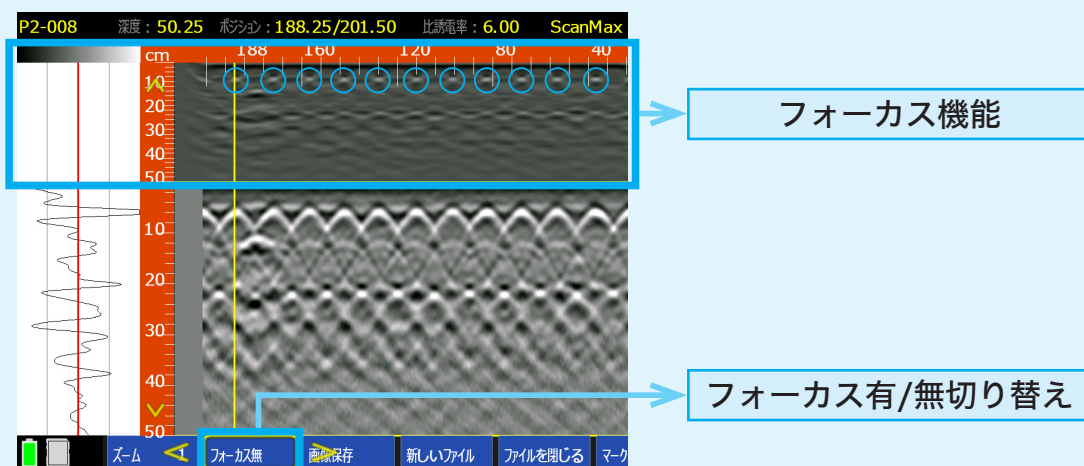 P2-008 深度：50.25 ポジション：188.25/201.50 比誘電率：6.00 ScanMax
cm 188 160 120 80 40
10
20
30
40
50
フォーカス機能
10
20
30
40
50
フォーカス有/無切り替え
ズーム 1 フォーカス無 画像保存 新しいファイル ファイルを閉じる マーク